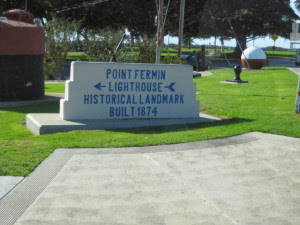 POINT FERMIN
LIGHTHOUSE
HISTORICAL LANDMARK
BUILT 1874